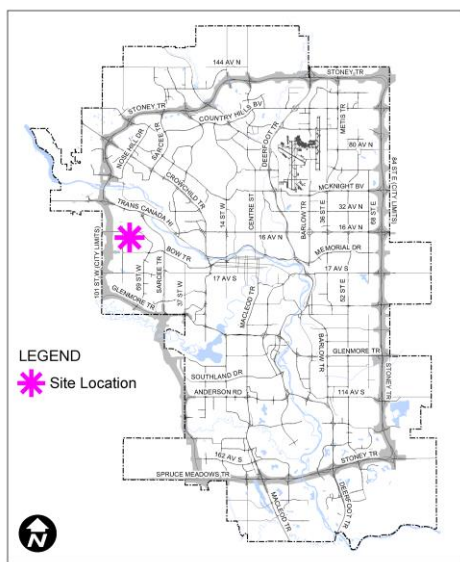 144 AV N
STONEY TR
STONEY TR
COUNTRY HILLS BV
METIS TR
NOSE HILL DR
SARCEE TR
DEERFOOT TR
80 AV N
84 ST E (CITY LIMITS)
CROWCHILD TR
14 ST W
CENTRE ST
BARLOW TR
36 ST E
MCKNIGHT BV
32 AV N
68 ST E
TRANS CANADA HI
16 AV N
16 AV N
101 ST W (CITY LIMITS)
BOW TR
MEMORIAL DR
69 ST W
SARCEE TR
37 ST W
17 AV S
17 AV S
MACLEOD TR
52 ST E
GLENMORE TR
BARLOW TR
GLENMORE TR
LEGEND
Site Location
SOUTHLAND DR
ANDERSON RD
114 AV S
STONEY TR
162 AV S
STONEY TR
SPRUCE MEADOWS TR
MACLEOD TR
DEERFOOT TR
N